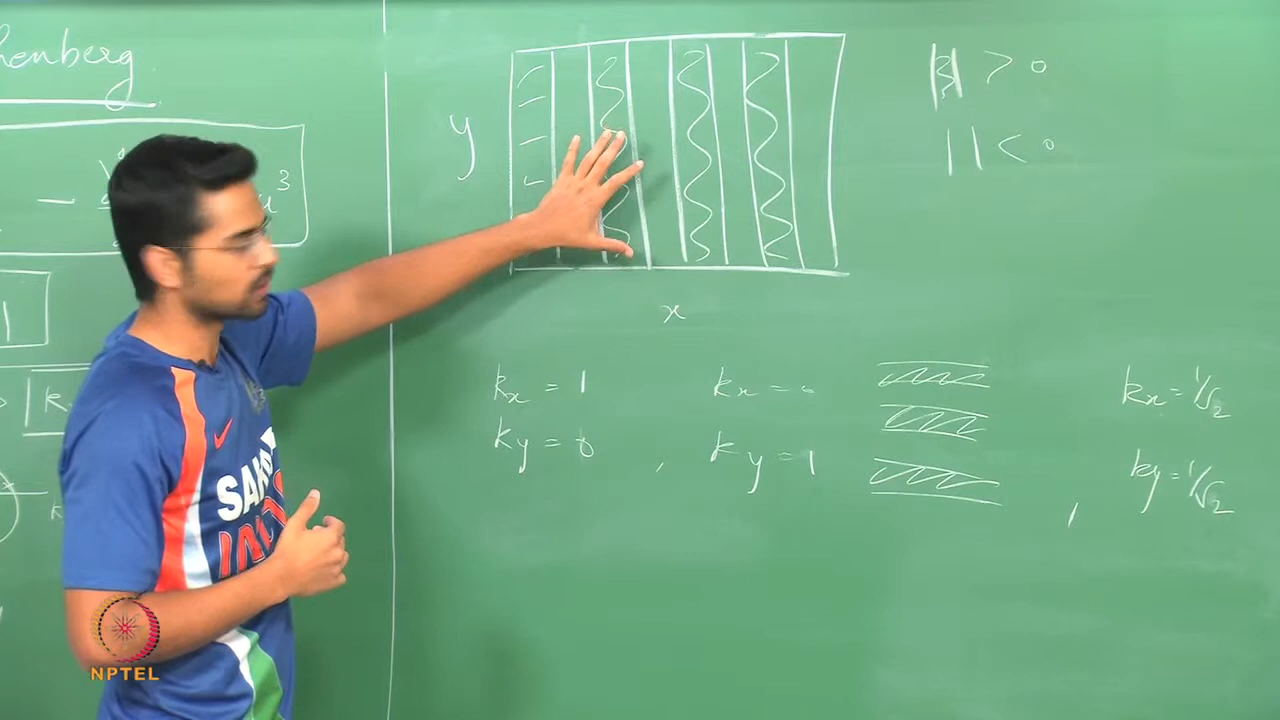 henberg
u³
y
> 0
< 0
x
kx = 1
ky = 0
,
kx = 0
ky = 1
,
kx = 1/√2
ky = 1/√2
SAHARA
INDIA
NPTEL